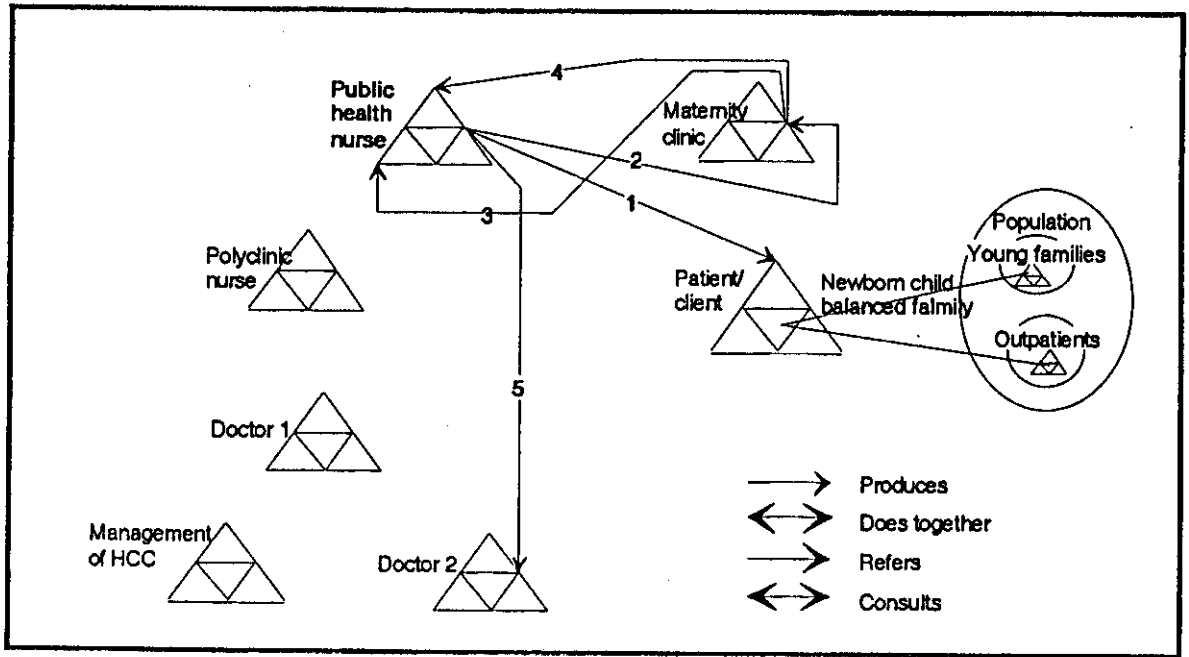 Public
health
nurse
4
Maternity
clinic
2
1
3
Population
Young families
Polyclinic
nurse
Patient/
client
Newborn child
balanced falmity
Outpatients
5
Doctor 1
Produces
Does together
Refers
Consults
Management
of HCC
Doctor 2